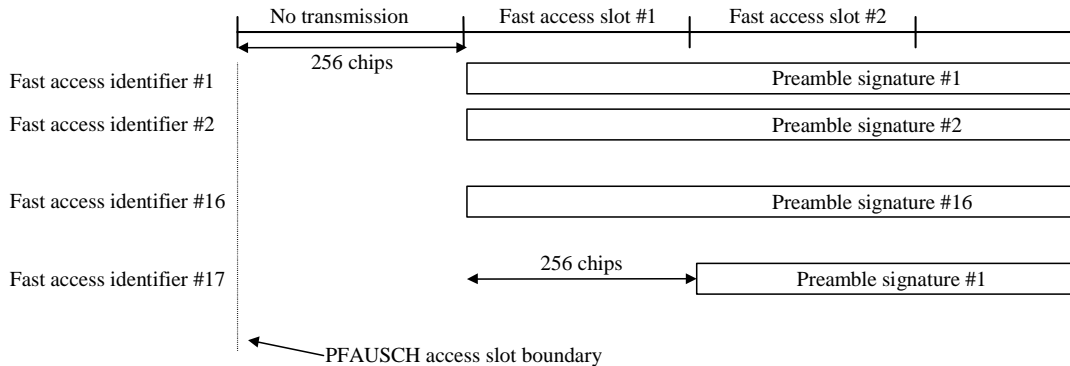 No transmission
Fast access slot #1
Fast access slot #2
256 chips
Fast access identifier #1
Preamble signature #1
Fast access identifier #2
Preamble signature #2
Fast access identifier #16
Preamble signature #16
256 chips
Fast access identifier #17
Preamble signature #1
PFAUSCH access slot boundary